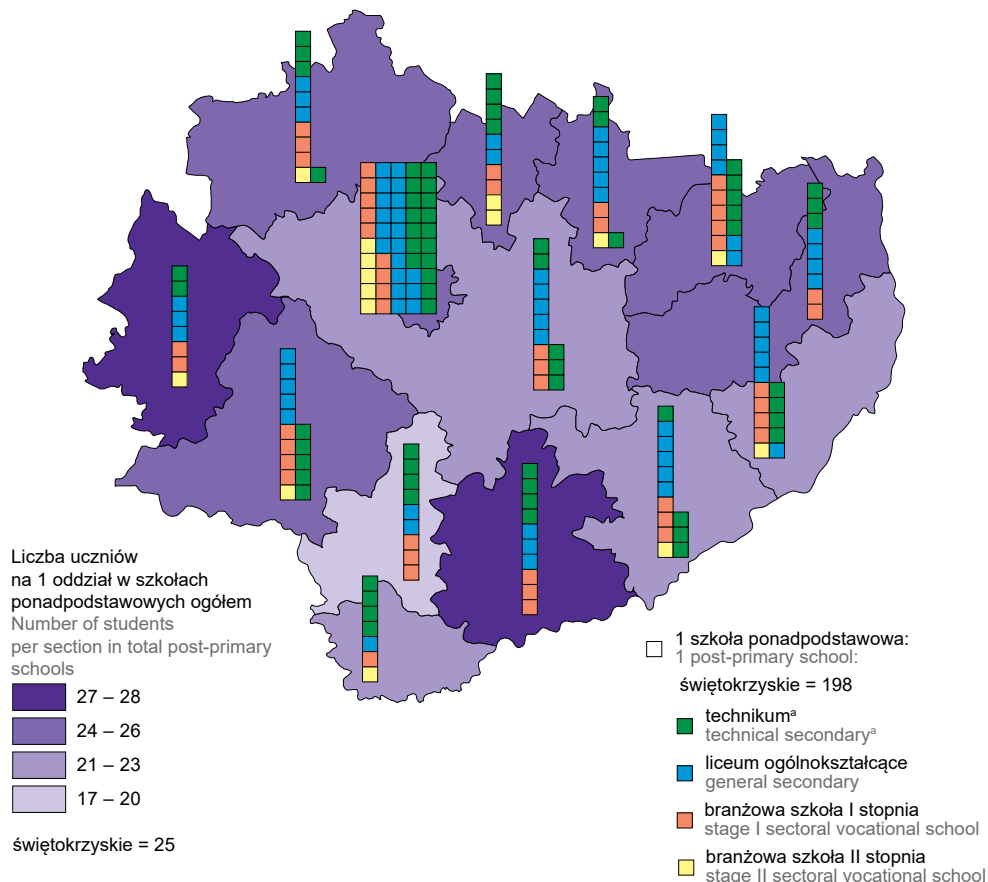 Liczba uczniów
na 1 oddział w szkołach
ponadpodstawowych ogółem
Number of students
per section in total post-primary
schools
27 – 28
24 – 26
21 – 23
17 – 20
świętokrzyskie = 25
1 szkoła ponadpodstawowa:
1 post-primary school:
świętokrzyskie = 198
technikumᵃ
technical secondaryᵃ
liceum ogólnokształcące
general secondary
branżowa szkoła I stopnia
stage I sectoral vocational school
branżowa szkoła II stopnia
stage II sectoral vocational school